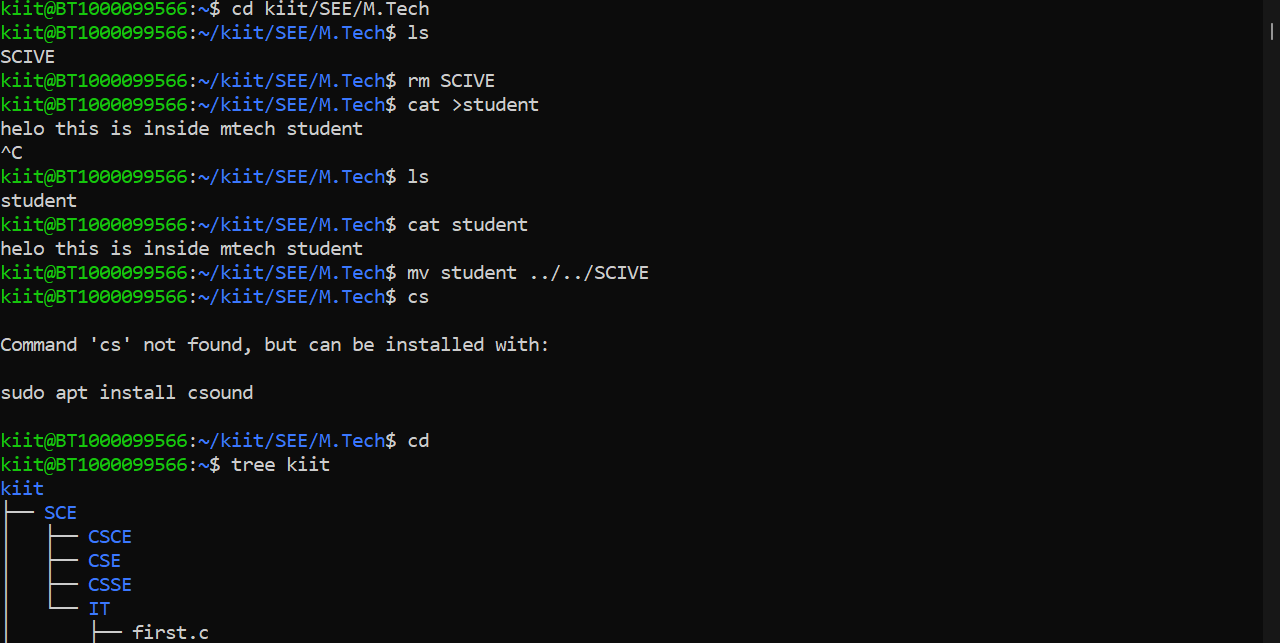 kiit@BT1000099566:~$ cd kiit/SEE/M.Tech
kiit@BT1000099566:~/kiit/SEE/M.Tech$ ls
SCIVE
kiit@BT1000099566:~/kiit/SEE/M.Tech$ rm SCIVE
kiit@BT1000099566:~/kiit/SEE/M.Tech$ cat >student
helo this is inside mtech student
^C
kiit@BT1000099566:~/kiit/SEE/M.Tech$ ls
student
kiit@BT1000099566:~/kiit/SEE/M.Tech$ cat student
helo this is inside mtech student
kiit@BT1000099566:~/kiit/SEE/M.Tech$ mv student ../../SCIVE
kiit@BT1000099566:~/kiit/SEE/M.Tech$ cs
Command 'cs' not found, but can be installed with:
sudo apt install csound
kiit@BT1000099566:~/kiit/SEE/M.Tech$ cd
kiit@BT1000099566:~$ tree kiit
kiit
├── SCE
│   ├── CSCE
│   ├── CSE
│   ├── CSSE
│   └── IT
│       ├── first.c